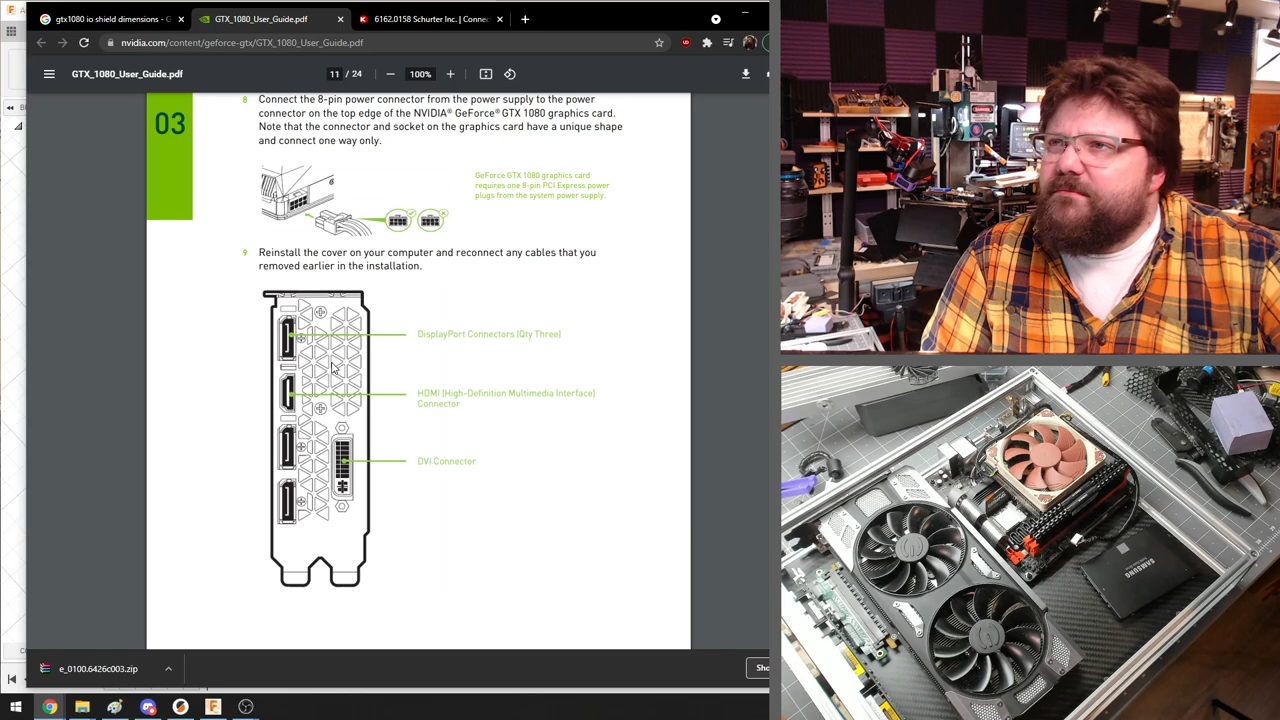 gtx1080 io shield dimensions - G
GTX_1080_User_Guide.pdf
6162.0158 Schurter Inc. | Connec
nvidia.com/content/geforce-gtx/GTX_1080_User_Guide.pdf
GTX_1080_User_Guide.pdf
11 / 24
100%
03
8 Connect the 8-pin power connector from the power supply to the power
connector on the top edge of the NVIDIA® GeForce® GTX 1080 graphics card.
Note that the connector and socket on the graphics card have a unique shape
and connect one way only.
GeForce GTX 1080 graphics card
requires one 8-pin PCI Express power
plugs from the system power supply.
9 Reinstall the cover on your computer and reconnect any cables that you
removed earlier in the installation.
DisplayPort Connectors (Qty Three)
HDMI (High-Definition Multimedia Interface)
Connector
DVI Connector
e_0100.6426c003.zip
Sho
SAMSUNG